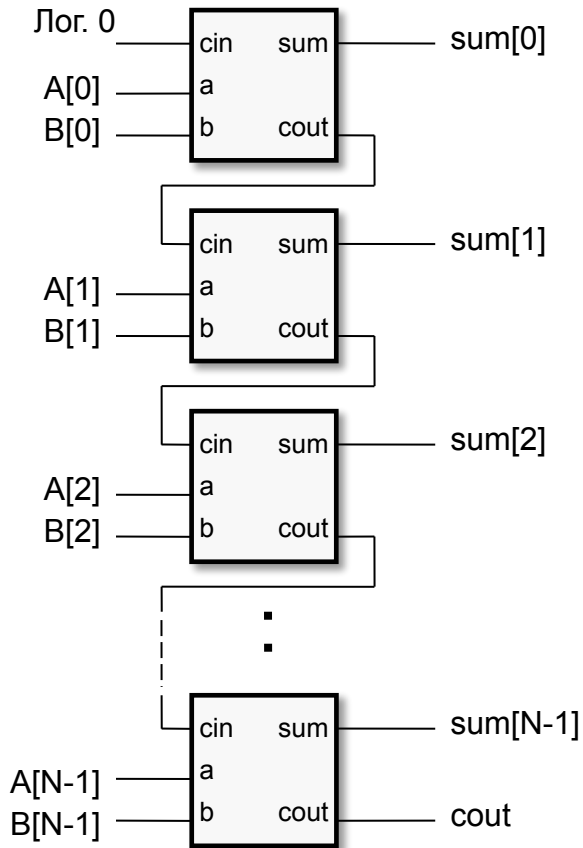 Лог. 0
cin sum sum[0]
A[0] a
B[0] b cout
cin sum sum[1]
A[1] a
B[1] b cout
cin sum sum[2]
A[2] a
B[2] b cout
cin sum sum[N-1]
A[N-1] a
B[N-1] b cout cout